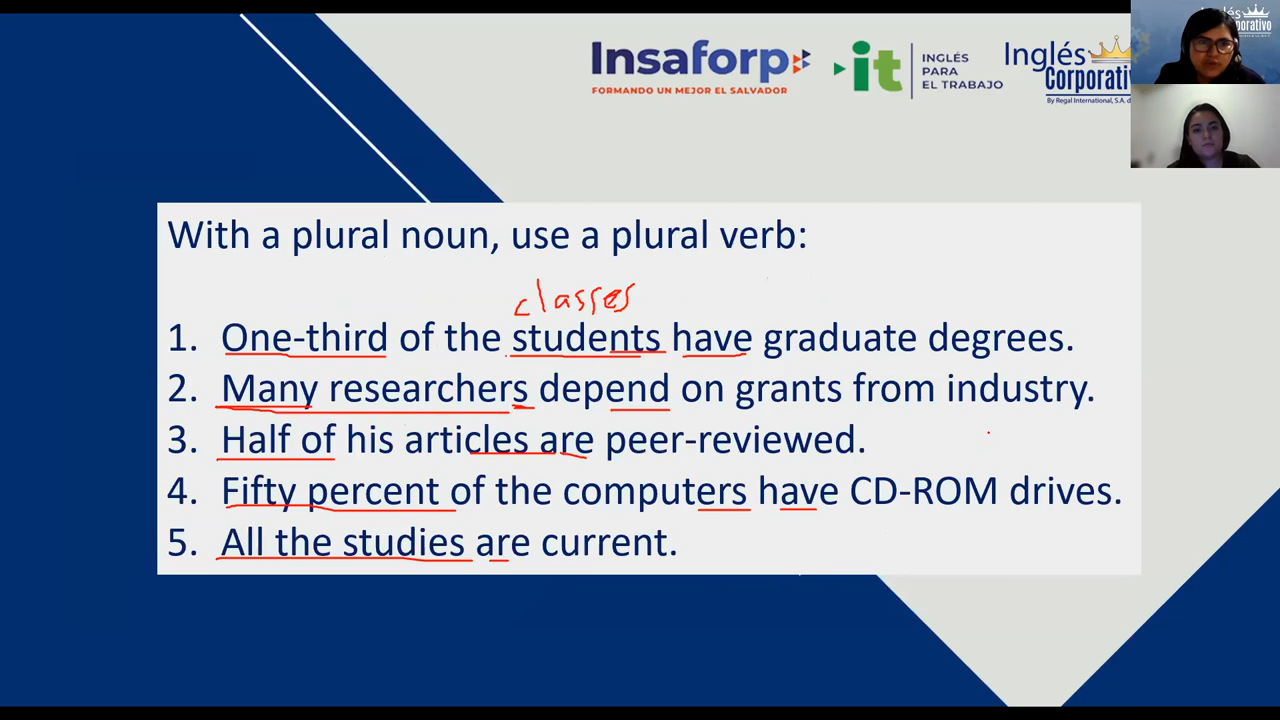 Insaforp
FORMANDO UN MEJOR EL SALVADOR
it
INGLÉS
PARA
EL TRABAJO
Inglés
Corporativ
By Regal International, S.A. d
With a plural noun, use a plural verb:
classes
1. One-third of the students have graduate degrees.
2. Many researchers depend on grants from industry.
3. Half of his articles are peer-reviewed.
4. Fifty percent of the computers have CD-ROM drives.
5. All the studies are current.